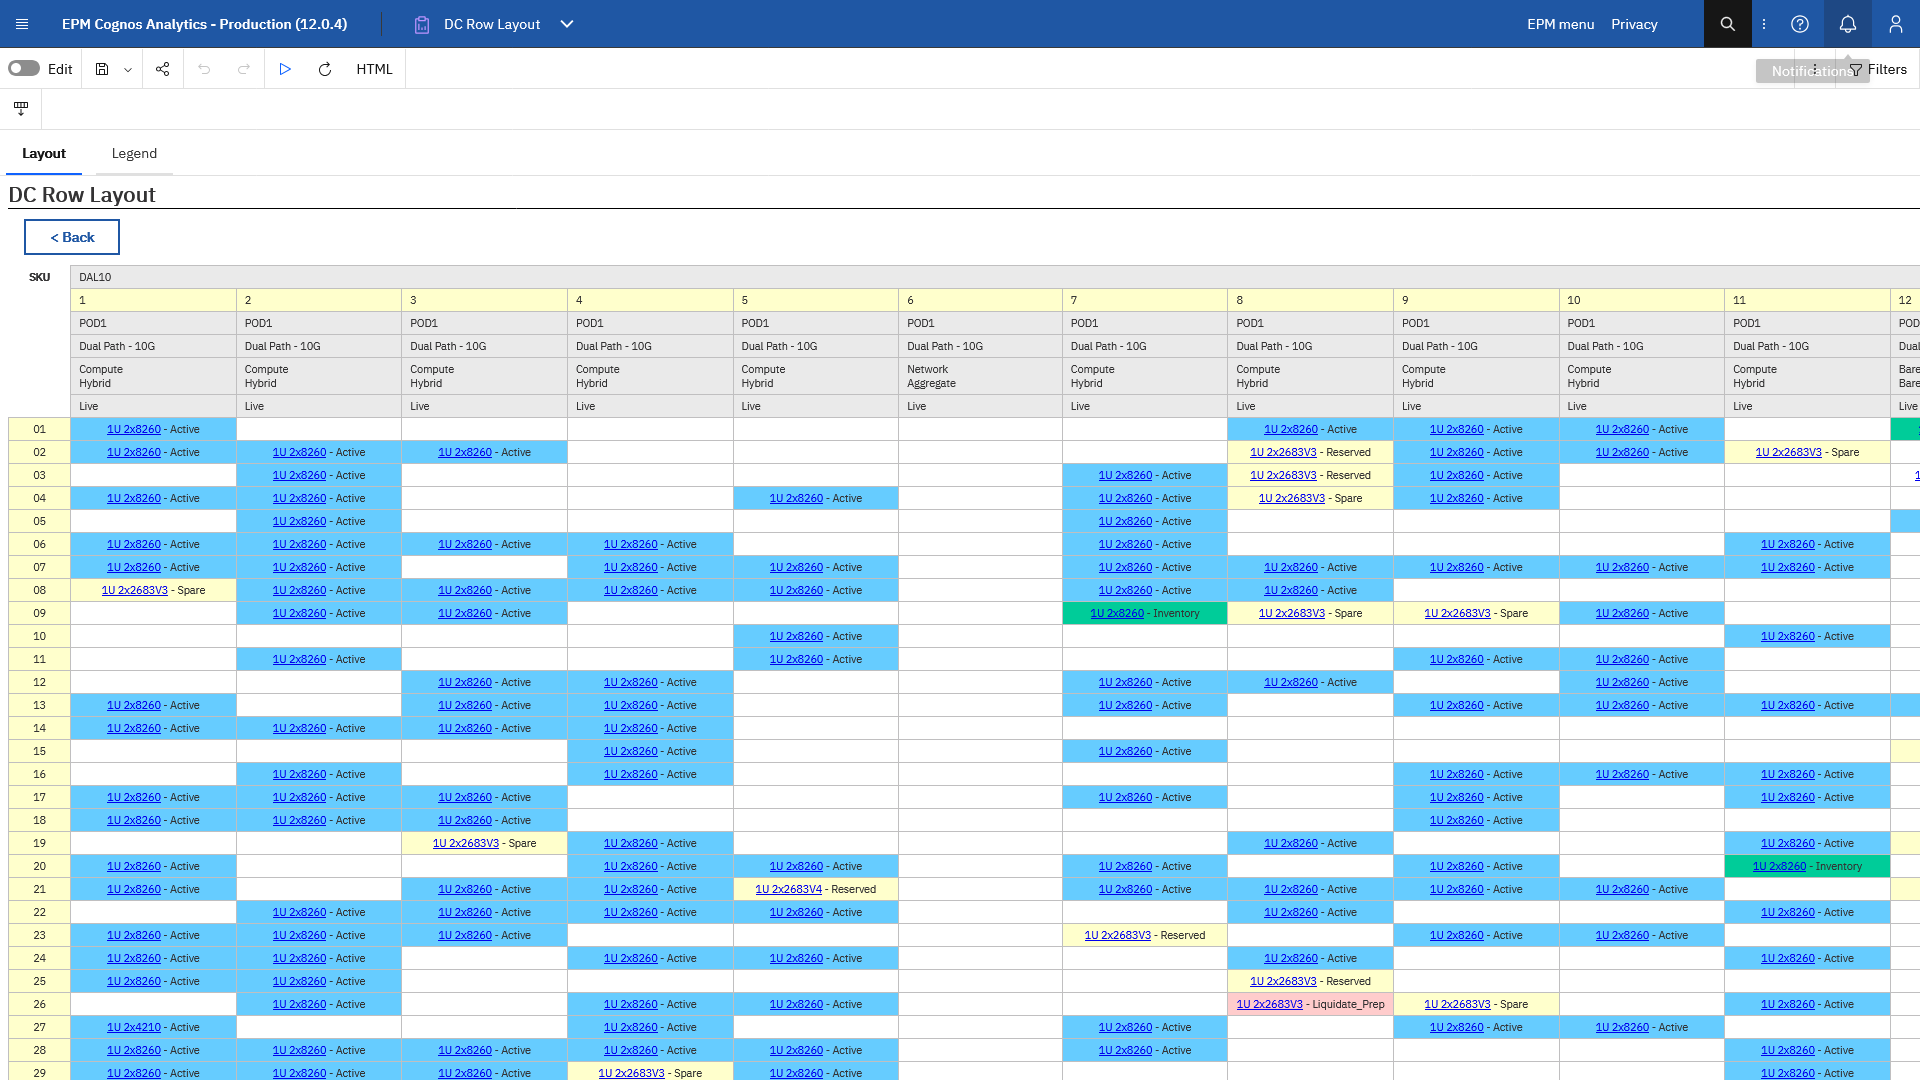 EPM Cognos Analytics - Production (12.0.4) DC Row Layout EPM menu Privacy
Edit HTML Notifications Filters
Layout Legend
DC Row Layout
< Back
SKU DAL10
1 2 3 4 5 6 7 8 9 10 11 12
POD1 POD1 POD1 POD1 POD1 POD1 POD1 POD1 POD1 POD1 POD1 POD
Dual Path - 10G Dual Path - 10G Dual Path - 10G Dual Path - 10G Dual Path - 10G Dual Path - 10G Dual Path - 10G Dual Path - 10G Dual Path - 10G Dual Path - 10G Dual Path - 10G Dual
Compute Compute Compute Compute Compute Network Compute Compute Compute Compute Compute Bare
Hybrid Hybrid Hybrid Hybrid Hybrid Aggregate Hybrid Hybrid Hybrid Hybrid Hybrid Bare
Live Live Live Live Live Live Live Live Live Live Live Live
01 1U 2x8260 - Active 1U 2x8260 - Active 1U 2x8260 - Active 1U 2x8260 - Active
02 1U 2x8260 - Active 1U 2x8260 - Active 1U 2x8260 - Active 1U 2x2683V3 - Reserved 1U 2x8260 - Active 1U 2x8260 - Active 1U 2x2683V3 - Spare
03 1U 2x8260 - Active 1U 2x8260 - Active 1U 2x2683V3 - Reserved 1U 2x8260 - Active 1
04 1U 2x8260 - Active 1U 2x8260 - Active 1U 2x8260 - Active 1U 2x8260 - Active 1U 2x2683V3 - Spare 1U 2x8260 - Active
05 1U 2x8260 - Active 1U 2x8260 - Active
06 1U 2x8260 - Active 1U 2x8260 - Active 1U 2x8260 - Active 1U 2x8260 - Active 1U 2x8260 - Active 1U 2x8260 - Active
07 1U 2x8260 - Active 1U 2x8260 - Active 1U 2x8260 - Active 1U 2x8260 - Active 1U 2x8260 - Active 1U 2x8260 - Active 1U 2x8260 - Active 1U 2x8260 - Active 1U 2x8260 - Active
08 1U 2x2683V3 - Spare 1U 2x8260 - Active 1U 2x8260 - Active 1U 2x8260 - Active 1U 2x8260 - Active 1U 2x8260 - Active 1U 2x8260 - Active
09 1U 2x8260 - Active 1U 2x8260 - Active 1U 2x8260 - Inventory 1U 2x2683V3 - Spare 1U 2x2683V3 - Spare 1U 2x8260 - Active
10 1U 2x8260 - Active 1U 2x8260 - Active
11 1U 2x8260 - Active 1U 2x8260 - Active 1U 2x8260 - Active 1U 2x8260 - Active
12 1U 2x8260 - Active 1U 2x8260 - Active 1U 2x8260 - Active 1U 2x8260 - Active 1U 2x8260 - Active
13 1U 2x8260 - Active 1U 2x8260 - Active 1U 2x8260 - Active 1U 2x8260 - Active 1U 2x8260 - Active 1U 2x8260 - Active 1U 2x8260 - Active
14 1U 2x8260 - Active 1U 2x8260 - Active 1U 2x8260 - Active 1U 2x8260 - Active
15 1U 2x8260 - Active 1U 2x8260 - Active
16 1U 2x8260 - Active 1U 2x8260 - Active 1U 2x8260 - Active 1U 2x8260 - Active 1U 2x8260 - Active
17 1U 2x8260 - Active 1U 2x8260 - Active 1U 2x8260 - Active 1U 2x8260 - Active 1U 2x8260 - Active 1U 2x8260 - Active
18 1U 2x8260 - Active 1U 2x8260 - Active 1U 2x8260 - Active 1U 2x8260 - Active
19 1U 2x2683V3 - Spare 1U 2x8260 - Active 1U 2x8260 - Active 1U 2x8260 - Active
20 1U 2x8260 - Active 1U 2x8260 - Active 1U 2x8260 - Active 1U 2x8260 - Active 1U 2x8260 - Active 1U 2x8260 - Inventory
21 1U 2x8260 - Active 1U 2x8260 - Active 1U 2x8260 - Active 1U 2x2683V4 - Reserved 1U 2x8260 - Active 1U 2x8260 - Active 1U 2x8260 - Active 1U 2x8260 - Active
22 1U 2x8260 - Active 1U 2x8260 - Active 1U 2x8260 - Active 1U 2x8260 - Active 1U 2x8260 - Active 1U 2x8260 - Active
23 1U 2x8260 - Active 1U 2x8260 - Active 1U 2x8260 - Active 1U 2x2683V3 - Reserved 1U 2x8260 - Active 1U 2x8260 - Active
24 1U 2x8260 - Active 1U 2x8260 - Active 1U 2x8260 - Active 1U 2x8260 - Active 1U 2x8260 - Active 1U 2x8260 - Active
25 1U 2x8260 - Active 1U 2x8260 - Active 1U 2x2683V3 - Reserved
26 1U 2x8260 - Active 1U 2x8260 - Active 1U 2x8260 - Active 1U 2x2683V3 - Liquidate_Prep 1U 2x2683V3 - Spare 1U 2x8260 - Active
27 1U 2x4210 - Active 1U 2x8260 - Active 1U 2x8260 - Active 1U 2x8260 - Active 1U 2x8260 - Active
28 1U 2x8260 - Active 1U 2x8260 - Active 1U 2x8260 - Active 1U 2x8260 - Active 1U 2x8260 - Active 1U 2x8260 - Active 1U 2x8260 - Active
29 1U 2x8260 - Active 1U 2x8260 - Active 1U 2x8260 - Active 1U 2x2683V3 - Spare 1U 2x8260 - Active 1U 2x8260 - Active